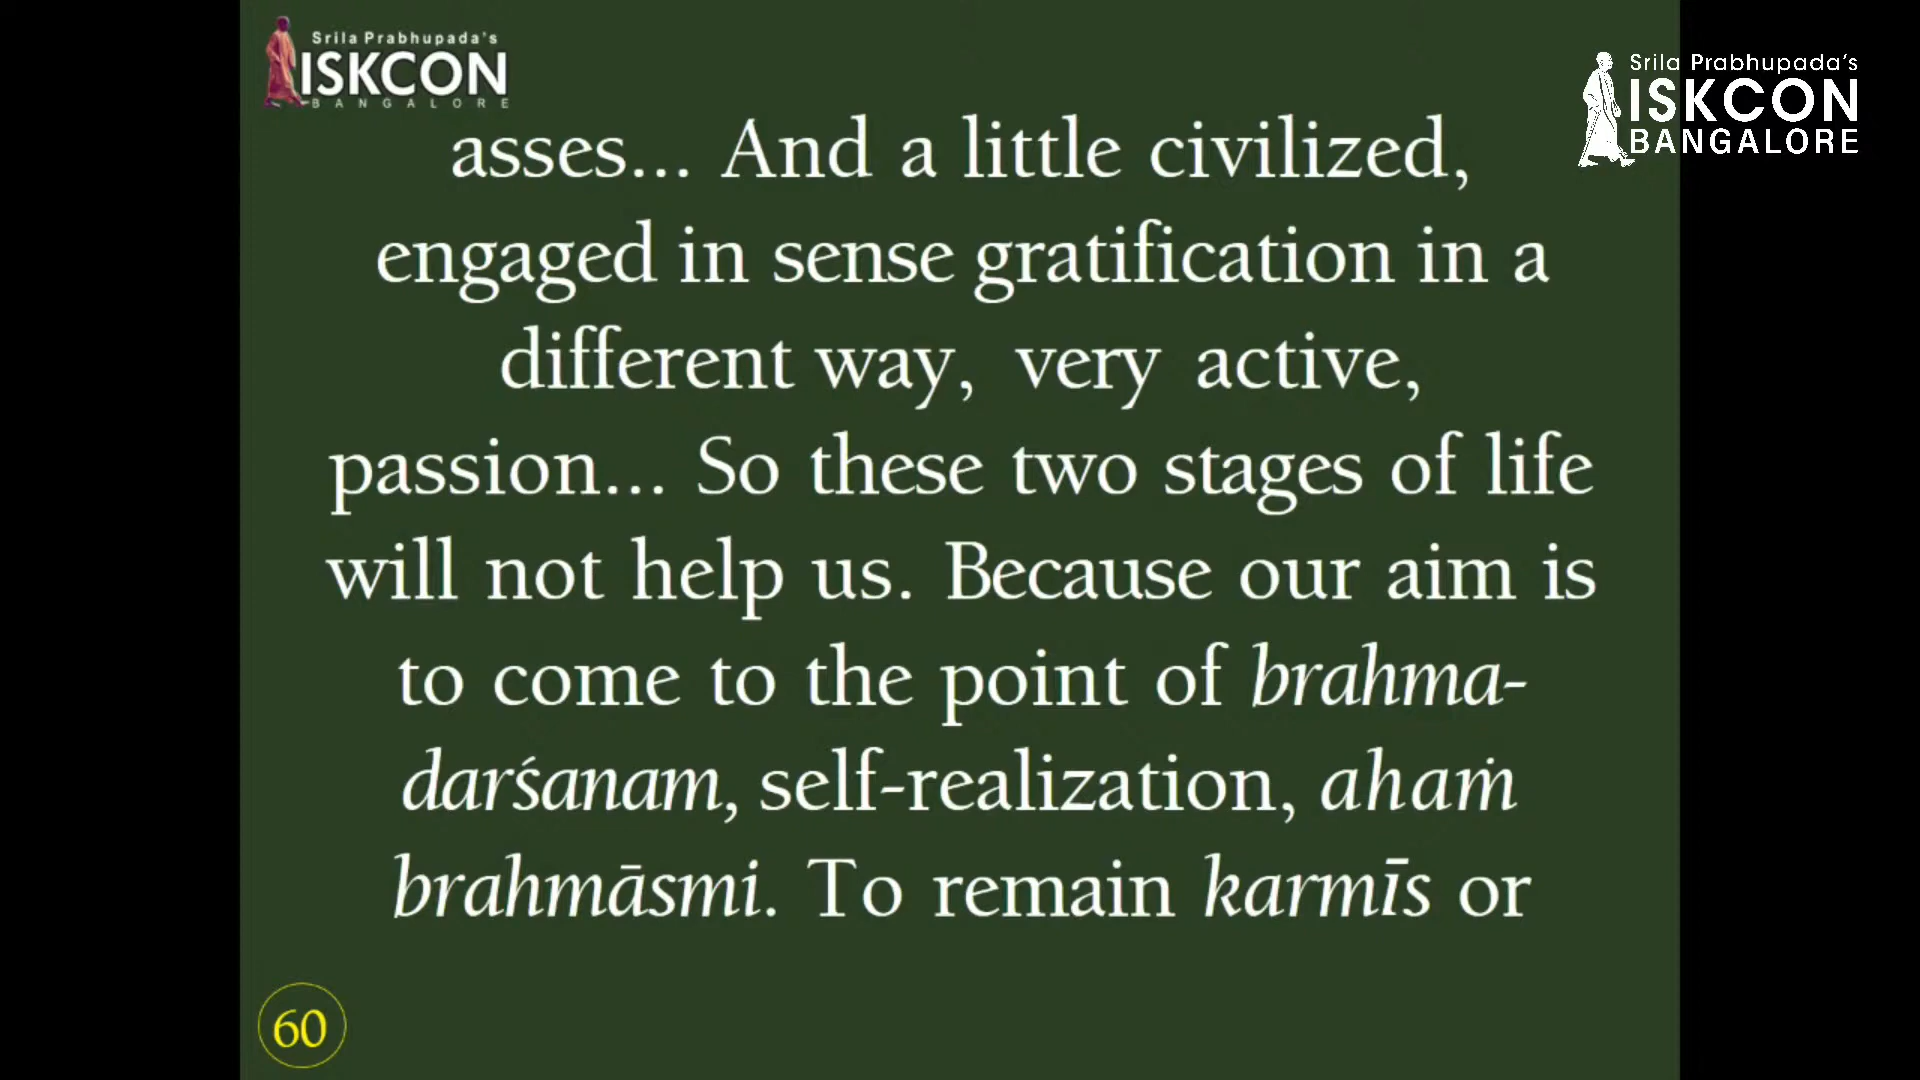 Srila Prabhupada's
ISKCON
BANGALORE
Srila Prabhupada's
ISKCON
BANGALORE
asses... And a little civilized,
engaged in sense gratification in a
different way, very active,
passion... So these two stages of life
will not help us. Because our aim is
to come to the point of brahma-
darśanam, self-realization, ahaṁ
brahmāsmi. To remain karmīs or
60